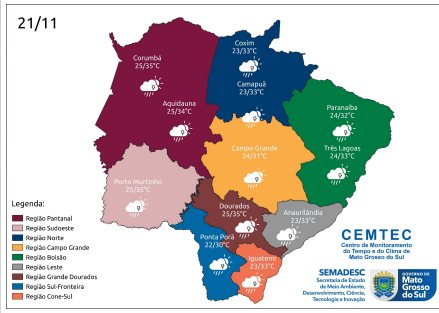 21/11
Corumbá
25/35°C
Coxim
23/33°C
Camapuã
23/33°C
Aquidauna
25/34°C
Paranaíba
24/32°C
Três Lagoas
24/33°C
Campo Grande
24/31°C
Porto Murtinho
25/33°C
Dourados
25/35°C
Anaurilândia
23/33°C
Ponta Porã
22/30°C
Iguatemi
23/33°C
Legenda:
Região Pantanal
Região Sudoeste
Região Norte
Região Campo Grande
Região Bolsão
Região Leste
Região Grande Dourados
Região Sul-Fronteira
Região Cone-Sul
CEMTEC
Centro de Monitoramento
do Tempo e do Clima de
Mato Grosso do Sul
SEMADESC
Secretaria de Estado
de Meio Ambiente,
Desenvolvimento, Ciência,
Tecnologia e Inovação
GOVERNO DE
Mato
Grosso
do Sul